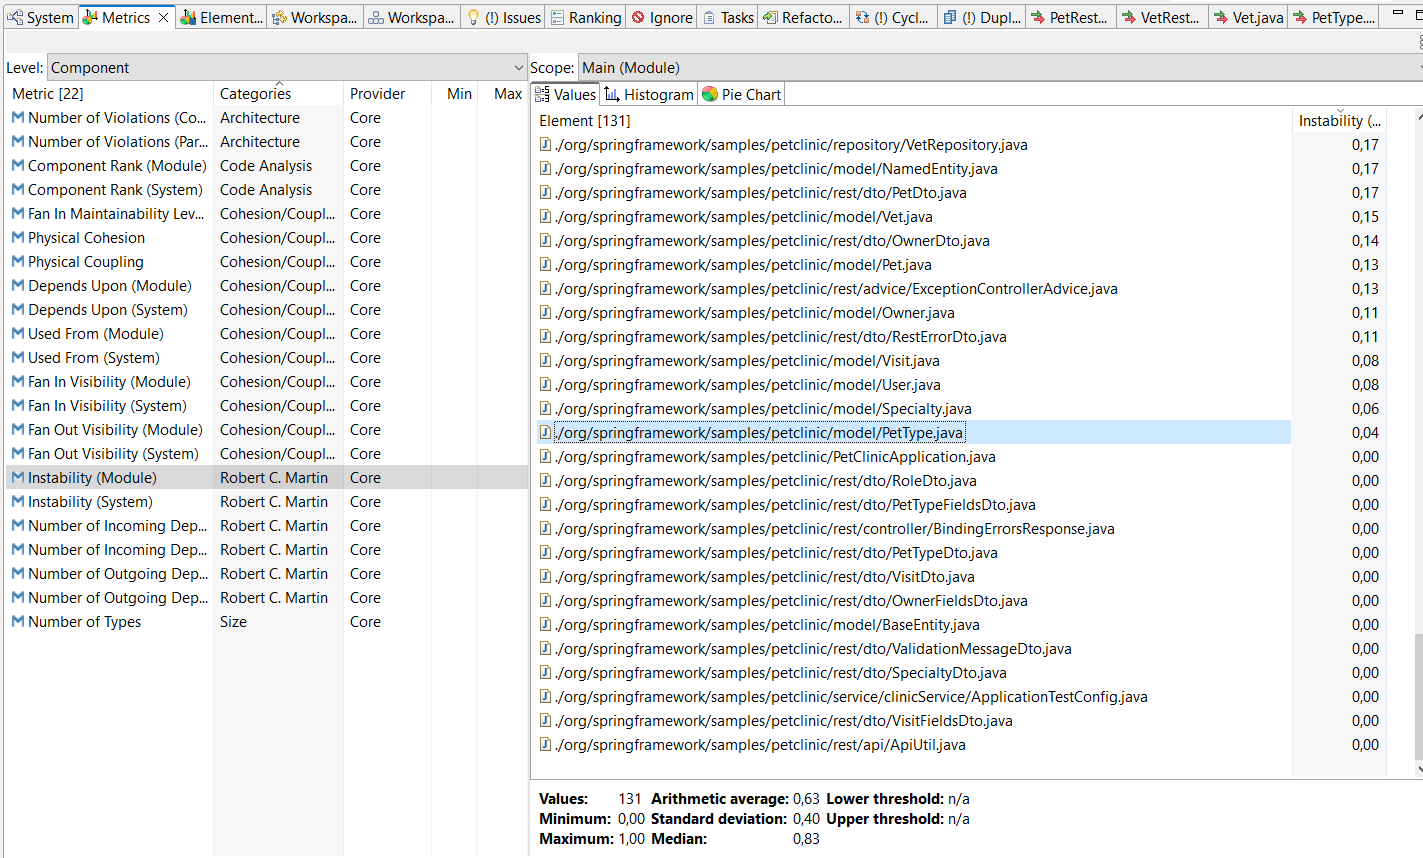 System Metrics Element... Workspa... Workspa... (!) Issues Ranking Ignore Tasks Refacto... (!) Cycl... (!) Dupl... PetRest... VetRest... Vet.java PetType....
Level: Component Scope: Main (Module)
Metric [22] Categories Provider Min Max
Values Histogram Pie Chart
Element [131] Instability (...
Number of Violations (Co... Architecture Core
Number of Violations (Par... Architecture Core
Component Rank (Module) Code Analysis Core
Component Rank (System) Code Analysis Core
Fan In Maintainability Lev... Cohesion/Coupl... Core
Physical Cohesion Cohesion/Coupl... Core
Physical Coupling Cohesion/Coupl... Core
Depends Upon (Module) Cohesion/Coupl... Core
Depends Upon (System) Cohesion/Coupl... Core
Used From (Module) Cohesion/Coupl... Core
Used From (System) Cohesion/Coupl... Core
Fan In Visibility (Module) Cohesion/Coupl... Core
Fan In Visibility (System) Cohesion/Coupl... Core
Fan Out Visibility (Module) Cohesion/Coupl... Core
Fan Out Visibility (System) Cohesion/Coupl... Core
Instability (Module) Robert C. Martin Core
Instability (System) Robert C. Martin Core
Number of Incoming Dep... Robert C. Martin Core
Number of Incoming Dep... Robert C. Martin Core
Number of Outgoing Dep... Robert C. Martin Core
Number of Outgoing Dep... Robert C. Martin Core
Number of Types Size Core
./org/springframework/samples/petclinic/repository/VetRepository.java 0,17
./org/springframework/samples/petclinic/model/NamedEntity.java 0,17
./org/springframework/samples/petclinic/rest/dto/PetDto.java 0,17
./org/springframework/samples/petclinic/model/Vet.java 0,15
./org/springframework/samples/petclinic/rest/dto/OwnerDto.java 0,14
./org/springframework/samples/petclinic/model/Pet.java 0,13
./org/springframework/samples/petclinic/rest/advice/ExceptionControllerAdvice.java 0,13
./org/springframework/samples/petclinic/model/Owner.java 0,11
./org/springframework/samples/petclinic/rest/dto/RestErrorDto.java 0,11
./org/springframework/samples/petclinic/model/Visit.java 0,08
./org/springframework/samples/petclinic/model/User.java 0,08
./org/springframework/samples/petclinic/model/Specialty.java 0,06
./org/springframework/samples/petclinic/model/PetType.java 0,04
./org/springframework/samples/petclinic/PetClinicApplication.java 0,00
./org/springframework/samples/petclinic/rest/dto/RoleDto.java 0,00
./org/springframework/samples/petclinic/rest/dto/PetTypeFieldsDto.java 0,00
./org/springframework/samples/petclinic/rest/controller/BindingErrorsResponse.java 0,00
./org/springframework/samples/petclinic/rest/dto/PetTypeDto.java 0,00
./org/springframework/samples/petclinic/rest/dto/VisitDto.java 0,00
./org/springframework/samples/petclinic/rest/dto/OwnerFieldsDto.java 0,00
./org/springframework/samples/petclinic/model/BaseEntity.java 0,00
./org/springframework/samples/petclinic/rest/dto/ValidationMessageDto.java 0,00
./org/springframework/samples/petclinic/rest/dto/SpecialtyDto.java 0,00
./org/springframework/samples/petclinic/service/clinicService/ApplicationTestConfig.java 0,00
./org/springframework/samples/petclinic/rest/dto/VisitFieldsDto.java 0,00
./org/springframework/samples/petclinic/rest/api/ApiUtil.java 0,00
Values: 131 Arithmetic average: 0,63 Lower threshold: n/a
Minimum: 0,00 Standard deviation: 0,40 Upper threshold: n/a
Maximum: 1,00 Median: 0,83